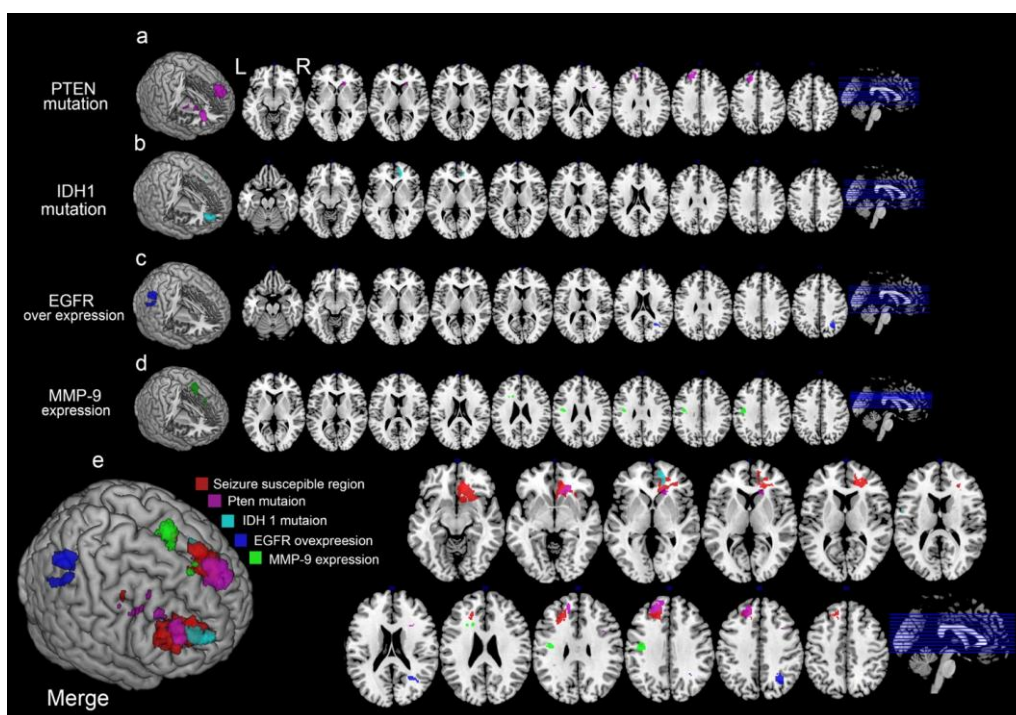 a
L R
PTEN
mutation
b
IDH1
mutation
c
EGFR
over expression
d
MMP-9
expression
e
Seizure suscepible region
Pten mutaion
IDH 1 mutaion
EGFR ovexpreesion
MMP-9 expression
Merge